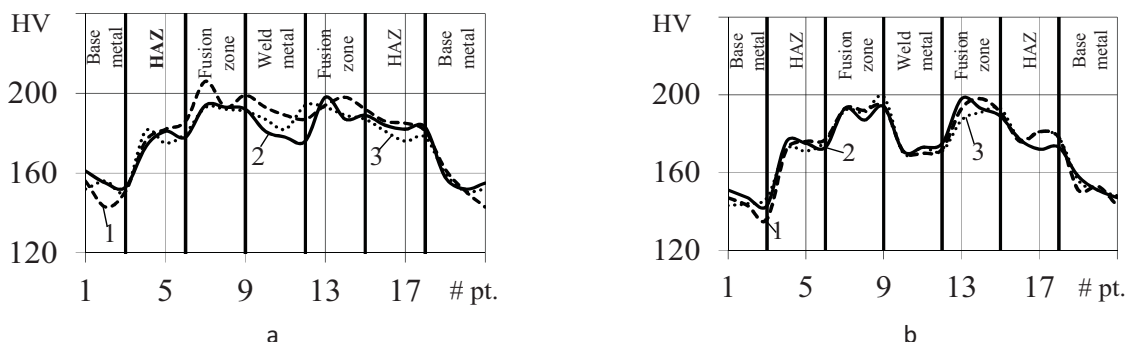 HV
200
160
120
Base
metal
HAZ
Fusion
zone
Weld
metal
Fusion
zone
HAZ
Base
metal
1
2
3
1
5
9
13
17
# pt.
a
HV
200
160
120
Base
metal
HAZ
Fusion
zone
Weld
metal
Fusion
zone
HAZ
Base
metal
1
2
3
1
5
9
13
17
# pt.
b